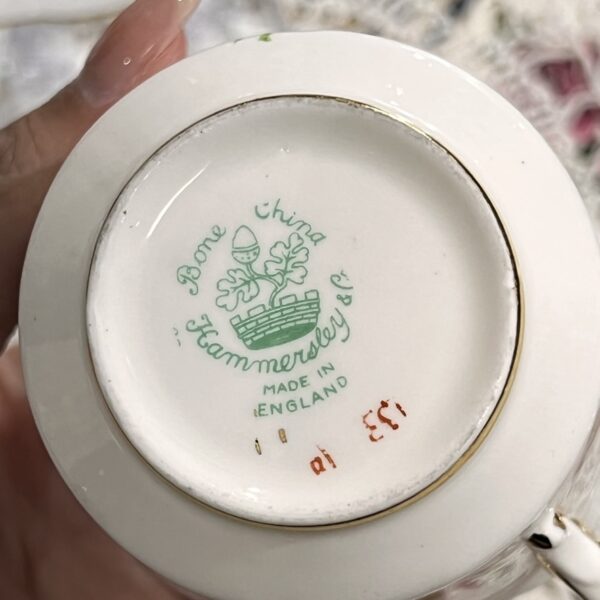 Bone China
Hammersley & Co.
MADE IN
ENGLAND